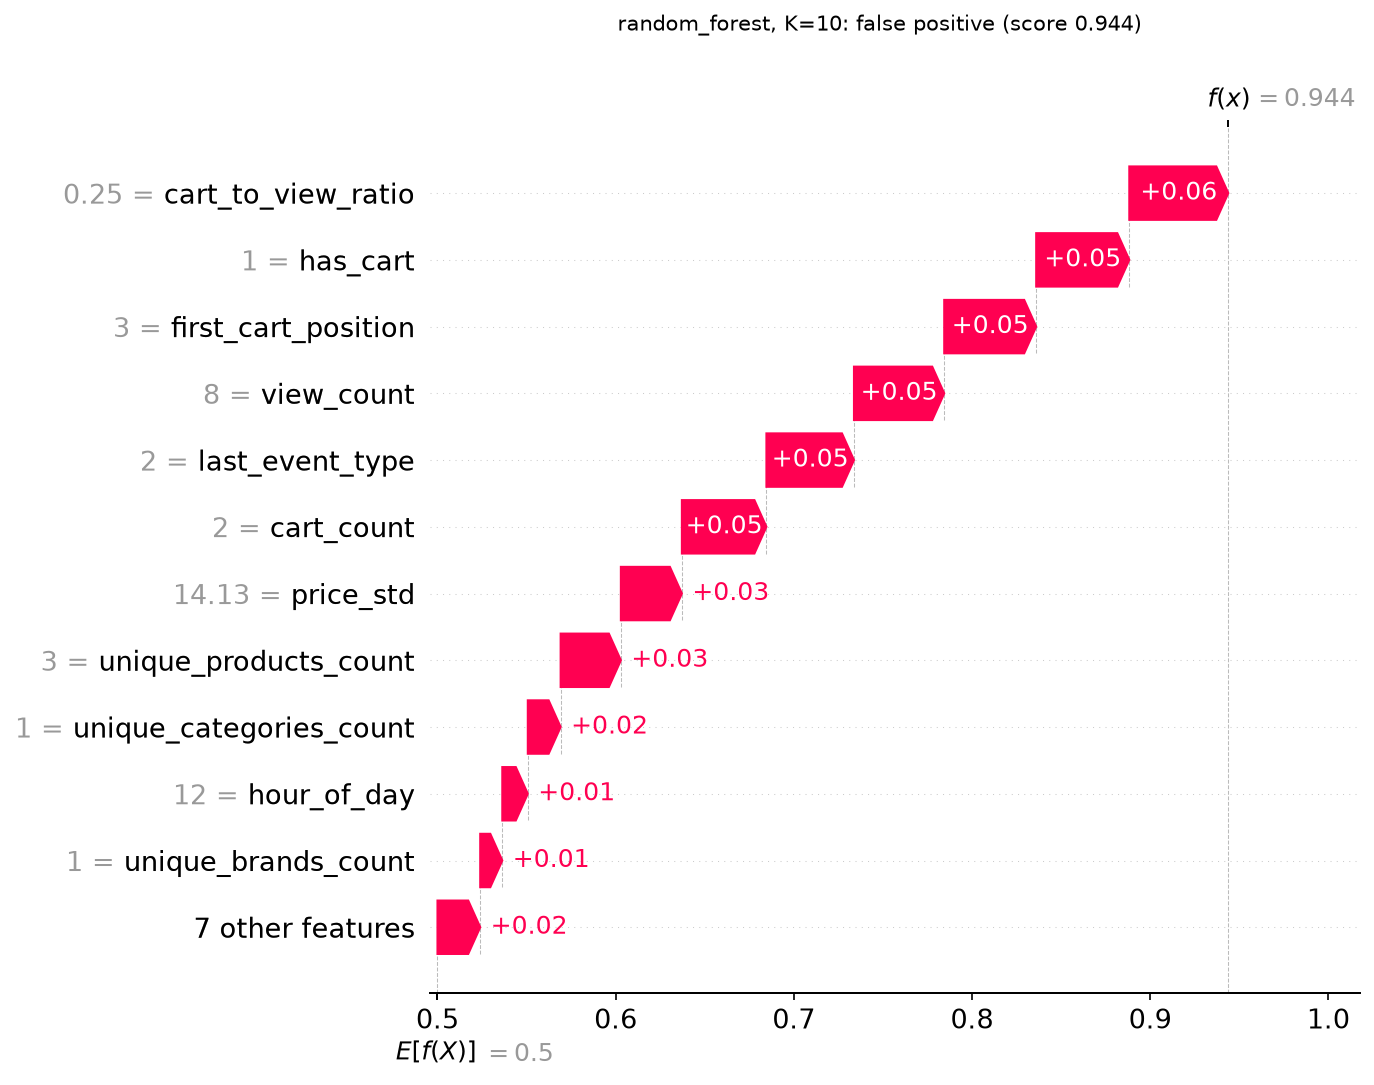 random_forest, K=10: false positive (score 0.944)
f(x) = 0.944
0.25 = cart_to_view_ratio +0.06
1 = has_cart +0.05
3 = first_cart_position +0.05
8 = view_count +0.05
2 = last_event_type +0.05
2 = cart_count +0.05
14.13 = price_std +0.03
3 = unique_products_count +0.03
1 = unique_categories_count +0.02
12 = hour_of_day +0.01
1 = unique_brands_count +0.01
7 other features +0.02
0.5 0.6 0.7 0.8 0.9 1.0
E[f(X)] = 0.5